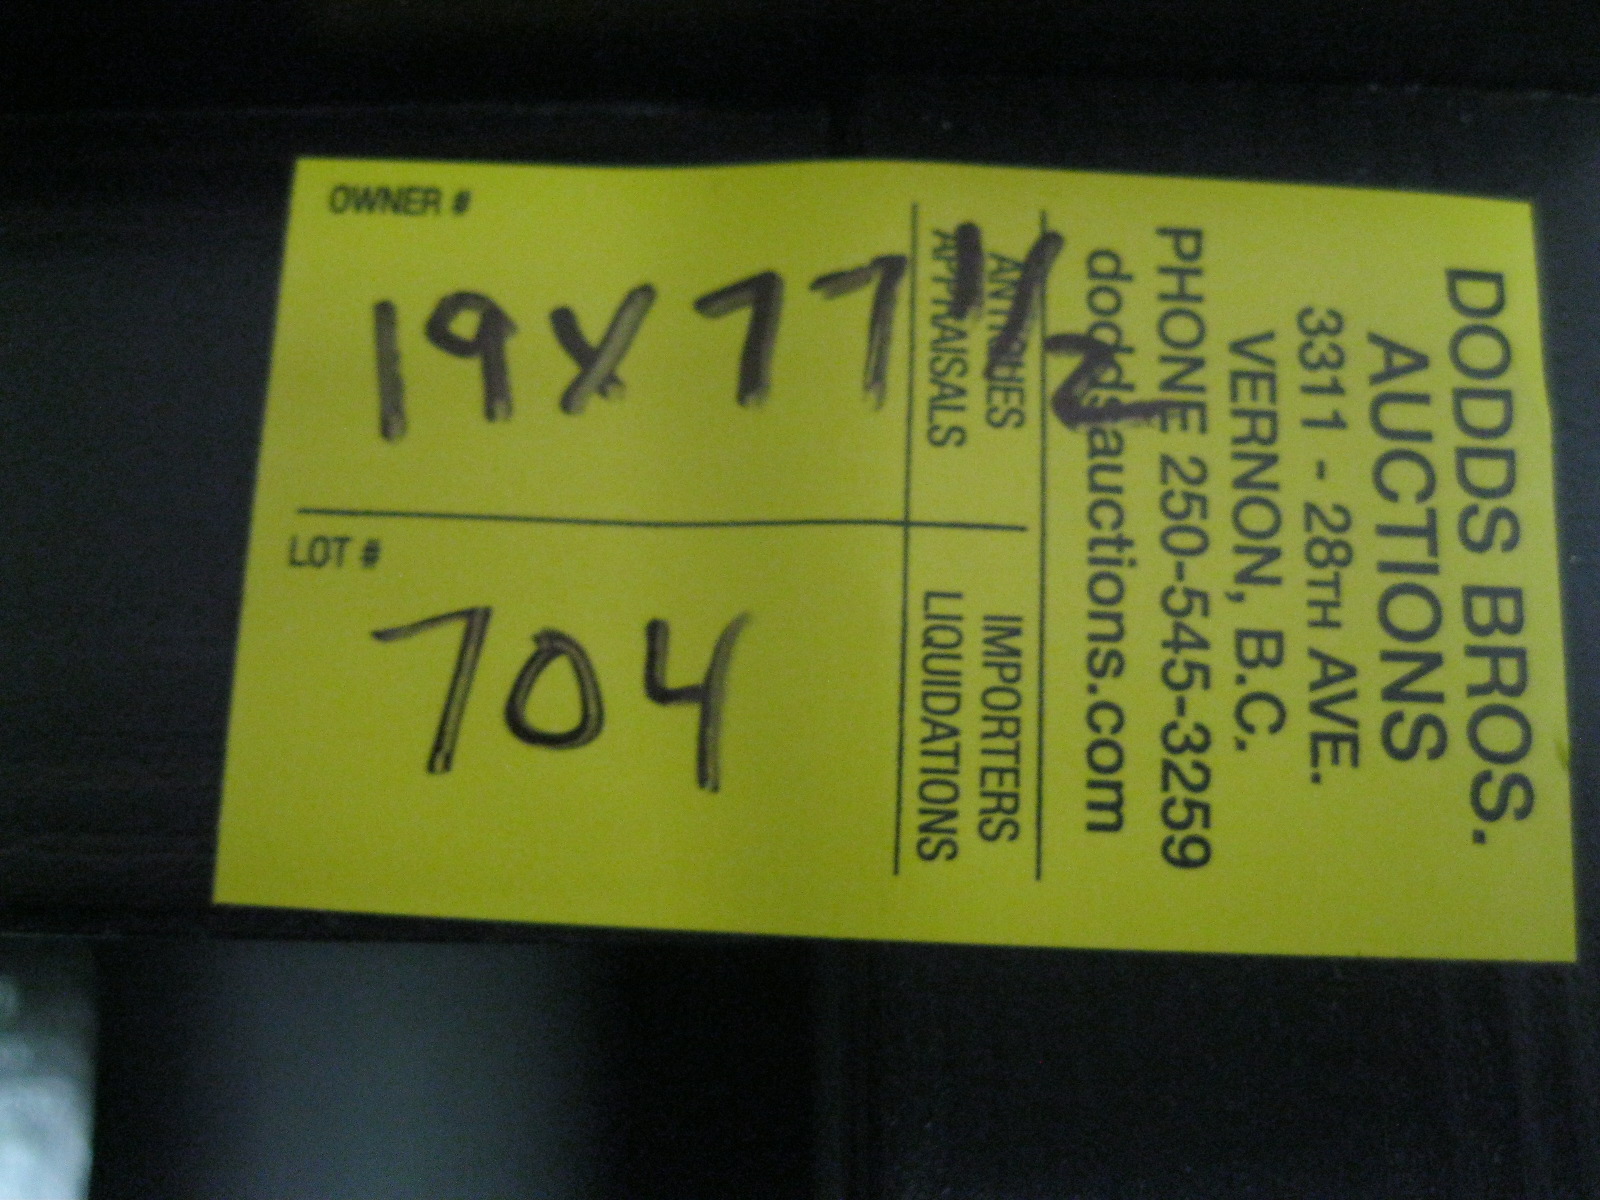 OWNER #
19X77 1/2
LOT #
704
ANTIQUES
APPRAISALS
IMPORTERS
LIQUIDATIONS
DODDS BROS.
AUCTIONS
3311 - 28TH AVE.
VERNON, B.C.
PHONE 250-545-3259
doddsauctions.com